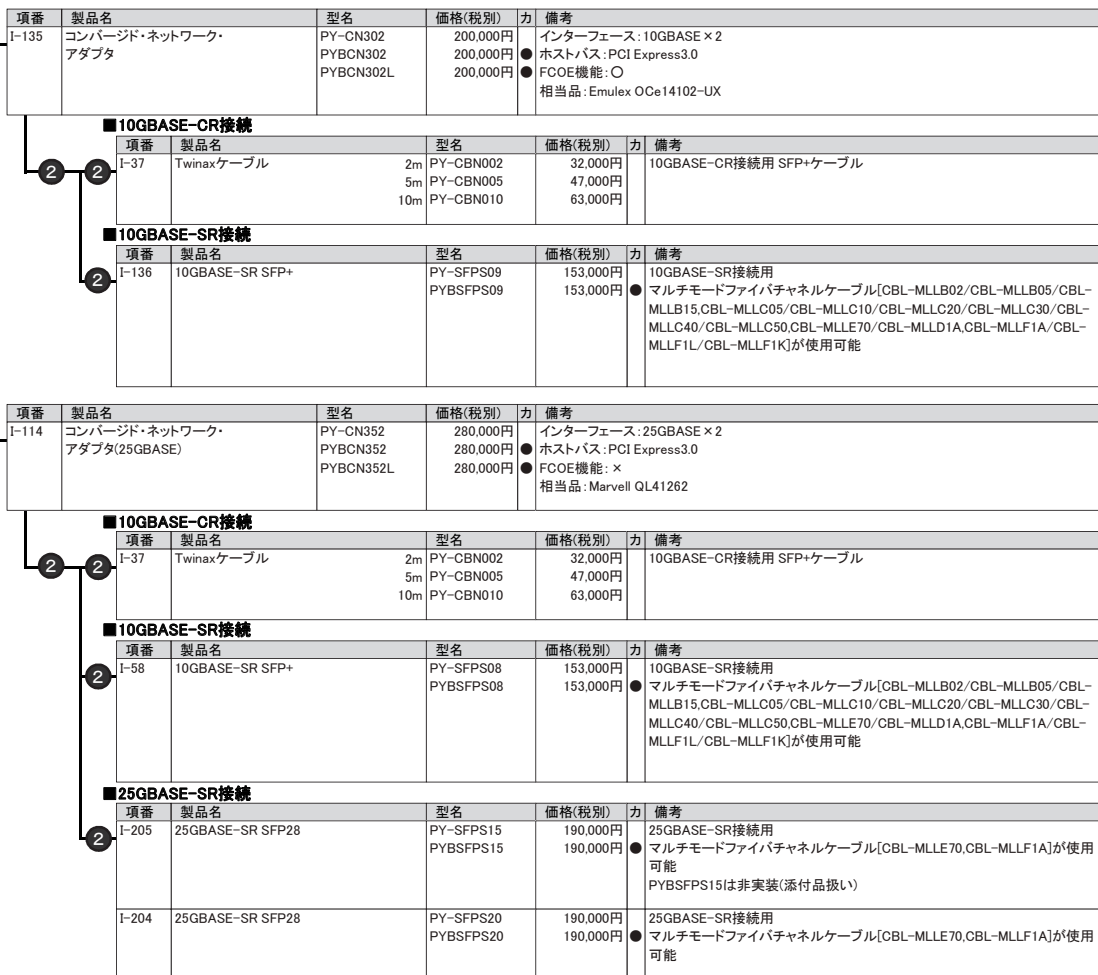 項番 製品名 型名 価格(税別) カ 備考
I-135 コンバージド・ネットワーク・ PY-CN302 200,000円 インターフェース:10GBASE×2
アダプタ PYBCN302 200,000円 ● ホストバス:PCI Express3.0
PYBCN302L 200,000円 ● FCOE機能:○
相当品:Emulex OCe14102-UX
■10GBASE-CR接続
項番 製品名 型名 価格(税別) カ 備考
2 2 I-37 Twinaxケーブル 2m PY-CBN002 32,000円 10GBASE-CR接続用 SFP+ケーブル
5m PY-CBN005 47,000円
10m PY-CBN010 63,000円
■10GBASE-SR接続
項番 製品名 型名 価格(税別) カ 備考
2 I-136 10GBASE-SR SFP+ PY-SFPS09 153,000円 10GBASE-SR接続用
PYBSFPS09 153,000円 ● マルチモードファイバチャネルケーブル[CBL-MLLB02/CBL-MLLB05/CBL-
MLLB15,CBL-MLLC05/CBL-MLLC10/CBL-MLLC20/CBL-MLLC30/CBL-
MLLC40/CBL-MLLC50,CBL-MLLE70/CBL-MLLD1A,CBL-MLLF1A/CBL-
MLLF1L/CBL-MLLF1K]が使用可能
項番 製品名 型名 価格(税別) カ 備考
I-114 コンバージド・ネットワーク・ PY-CN352 280,000円 インターフェース:25GBASE×2
アダプタ(25GBASE) PYBCN352 280,000円 ● ホストバス:PCI Express3.0
PYBCN352L 280,000円 ● FCOE機能:×
相当品:Marvell QL41262
■10GBASE-CR接続
項番 製品名 型名 価格(税別) カ 備考
2 2 I-37 Twinaxケーブル 2m PY-CBN002 32,000円 10GBASE-CR接続用 SFP+ケーブル
5m PY-CBN005 47,000円
10m PY-CBN010 63,000円
■10GBASE-SR接続
項番 製品名 型名 価格(税別) カ 備考
2 I-58 10GBASE-SR SFP+ PY-SFPS08 153,000円 10GBASE-SR接続用
PYBSFPS08 153,000円 ● マルチモードファイバチャネルケーブル[CBL-MLLB02/CBL-MLLB05/CBL-
MLLB15,CBL-MLLC05/CBL-MLLC10/CBL-MLLC20/CBL-MLLC30/CBL-
MLLC40/CBL-MLLC50,CBL-MLLE70/CBL-MLLD1A,CBL-MLLF1A/CBL-
MLLF1L/CBL-MLLF1K]が使用可能
■25GBASE-SR接続
項番 製品名 型名 価格(税別) カ 備考
2 I-205 25GBASE-SR SFP28 PY-SFPS15 190,000円 25GBASE-SR接続用
PYBSFPS15 190,000円 ● マルチモードファイバチャネルケーブル[CBL-MLLE70,CBL-MLLF1A]が使用
可能
PYBSFPS15は非実装(添付品扱い)
I-204 25GBASE-SR SFP28 PY-SFPS20 190,000円 25GBASE-SR接続用
PYBSFPS20 190,000円 ● マルチモードファイバチャネルケーブル[CBL-MLLE70,CBL-MLLF1A]が使用
可能